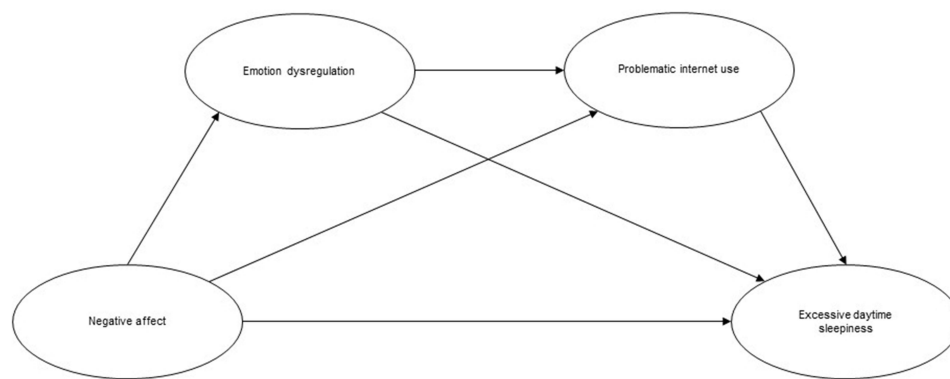 Emotion dysregulation
Problematic internet use
Negative affect
Excessive daytime
sleepiness